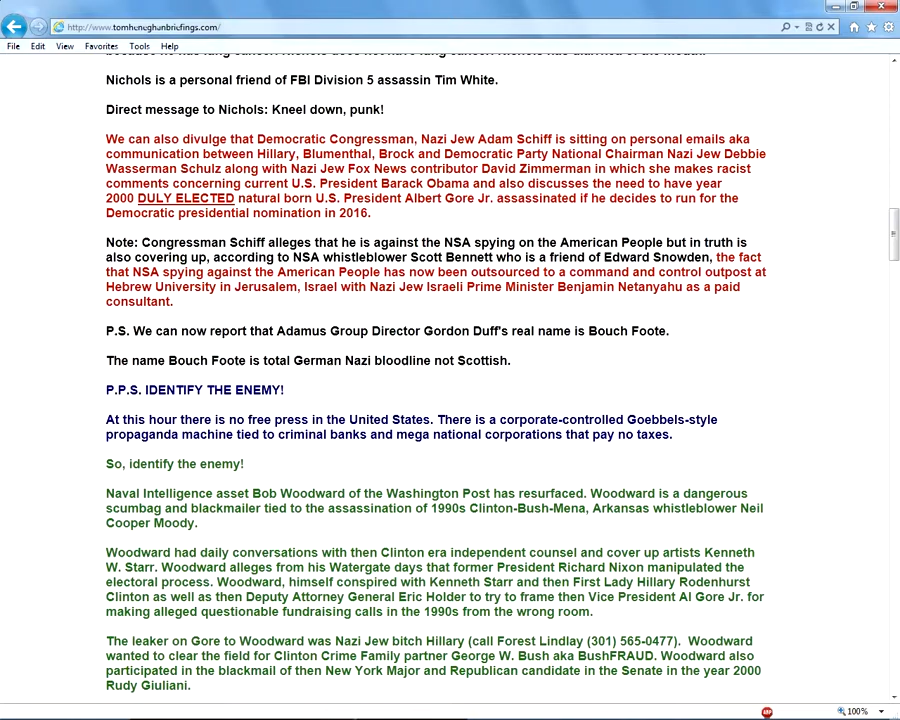 http://www.tomheneghanbriefings.com/
File Edit View Favorites Tools Help
Nichols is a personal friend of FBI Division 5 assassin Tim White.
Direct message to Nichols: Kneel down, punk!
We can also divulge that Democratic Congressman, Nazi Jew Adam Schiff is sitting on personal emails aka
communication between Hillary, Blumenthal, Brock and Democratic Party National Chairman Nazi Jew Debbie
Wasserman Schulz along with Nazi Jew Fox News contributor David Zimmerman in which she makes racist
comments concerning current U.S. President Barack Obama and also discusses the need to have year
2000 DULY ELECTED natural born U.S. President Albert Gore Jr. assassinated if he decides to run for the
Democratic presidential nomination in 2016.
Note: Congressman Schiff alleges that he is against the NSA spying on the American People but in truth is
also covering up, according to NSA whistleblower Scott Bennett who is a friend of Edward Snowden, the fact
that NSA spying against the American People has now been outsourced to a command and control outpost at
Hebrew University in Jerusalem, Israel with Nazi Jew Israeli Prime Minister Benjamin Netanyahu as a paid
consultant.
P.S. We can now report that Adamus Group Director Gordon Duff's real name is Bouch Foote.
The name Bouch Foote is total German Nazi bloodline not Scottish.
P.P.S. IDENTIFY THE ENEMY!
At this hour there is no free press in the United States. There is a corporate-controlled Goebbels-style
propaganda machine tied to criminal banks and mega national corporations that pay no taxes.
So, identify the enemy!
Naval Intelligence asset Bob Woodward of the Washington Post has resurfaced. Woodward is a dangerous
scumbag and blackmailer tied to the assassination of 1990s Clinton-Bush-Mena, Arkansas whistleblower Neil
Cooper Moody.
Woodward had daily conversations with then Clinton era independent counsel and cover up artists Kenneth
W. Starr. Woodward alleges from his Watergate days that former President Richard Nixon manipulated the
electoral process. Woodward, himself conspired with Kenneth Starr and then First Lady Hillary Rodenhurst
Clinton as well as then Deputy Attorney General Eric Holder to try to frame then Vice President Al Gore Jr. for
making alleged questionable fundraising calls in the 1990s from the wrong room.
The leaker on Gore to Woodward was Nazi Jew bitch Hillary (call Forest Lindlay (301) 565-0477). Woodward
wanted to clear the field for Clinton Crime Family partner George W. Bush aka BushFRAUD. Woodward also
participated in the blackmail of then New York Major and Republican candidate in the Senate in the year 2000
Rudy Giuliani.
ABP
100%